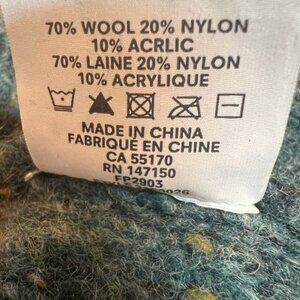 70% WOOL 20% NYLON
10% ACRLIC
70% LAINE 20% NYLON
10% ACRYLIQUE
MADE IN CHINA
FABRIQUÉ EN CHINE
CA 55170
RN 147150
FP2903